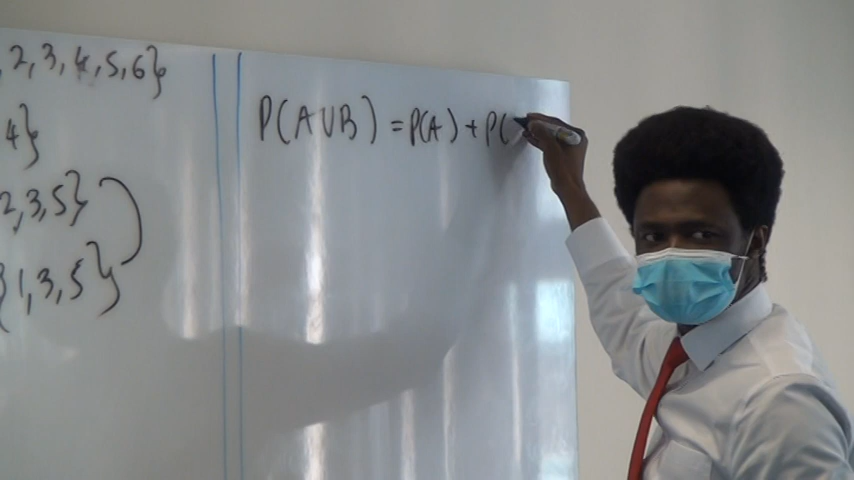 , 2, 3, 4, 5, 6}
4}
2, 3, 5}
{1, 3, 5}
P(A∪B) = P(A) + P(